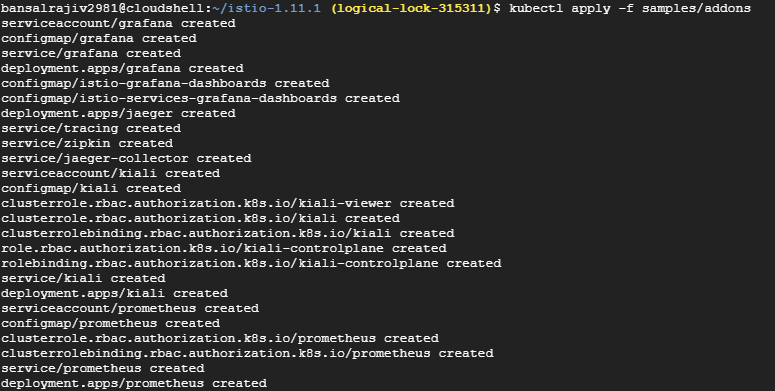 bansalrajiv2981@cloudshell:~/istio-1.11.1 (logical-lock-315311)$ kubectl apply -f samples/addons
serviceaccount/grafana created
configmap/grafana created
service/grafana created
deployment.apps/grafana created
configmap/istio-grafana-dashboards created
configmap/istio-services-grafana-dashboards created
deployment.apps/jaeger created
service/tracing created
service/zipkin created
service/jaeger-collector created
serviceaccount/kiali created
configmap/kiali created
clusterrole.rbac.authorization.k8s.io/kiali-viewer created
clusterrole.rbac.authorization.k8s.io/kiali created
clusterrolebinding.rbac.authorization.k8s.io/kiali created
role.rbac.authorization.k8s.io/kiali-controlplane created
rolebinding.rbac.authorization.k8s.io/kiali-controlplane created
service/kiali created
deployment.apps/kiali created
serviceaccount/prometheus created
configmap/prometheus created
clusterrole.rbac.authorization.k8s.io/prometheus created
clusterrolebinding.rbac.authorization.k8s.io/prometheus created
service/prometheus created
deployment.apps/prometheus created